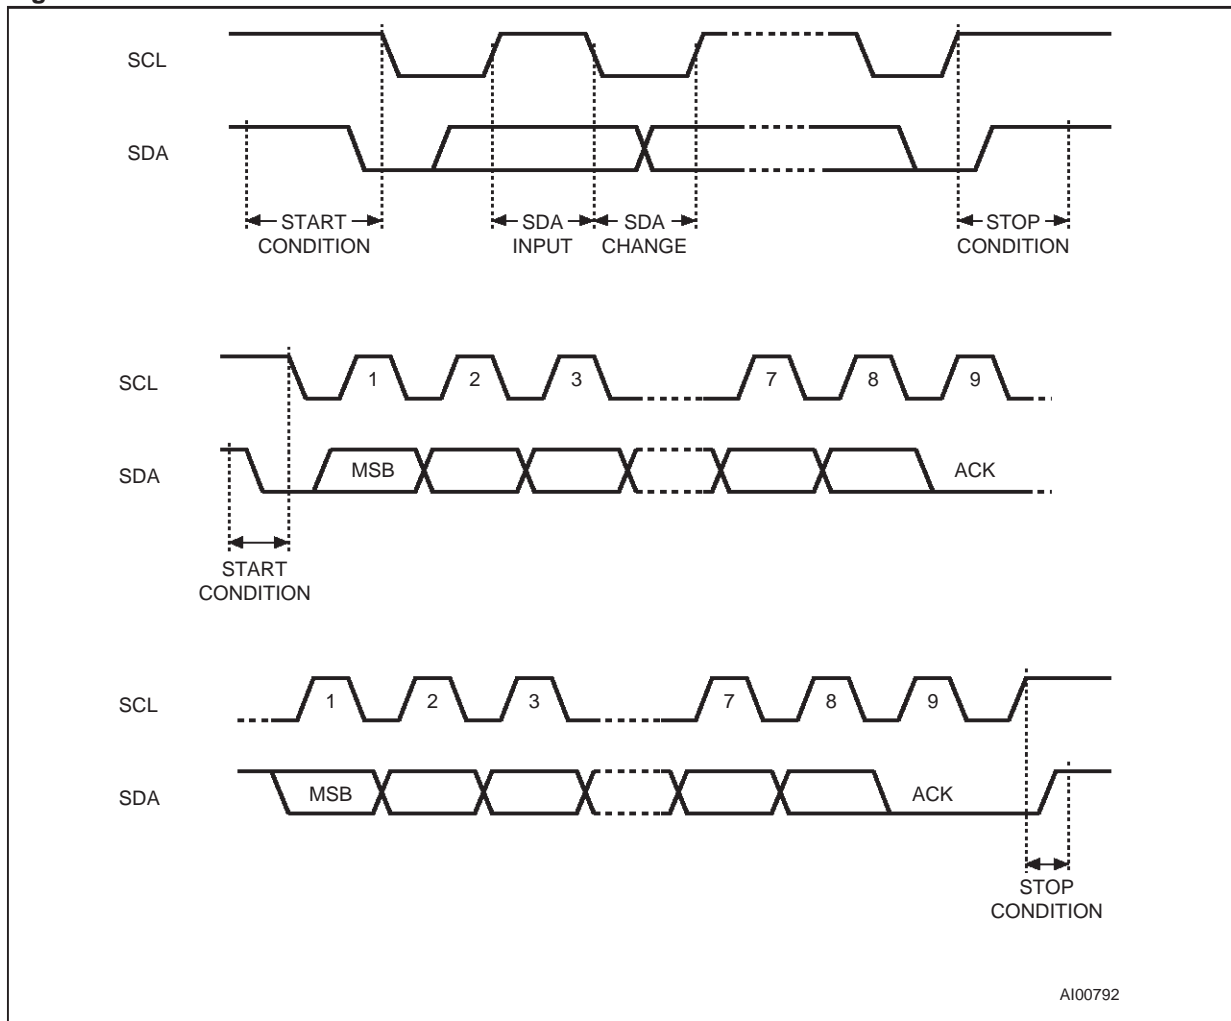 SCL
SDA
START CONDITION
SDA INPUT
SDA CHANGE
STOP CONDITION
SCL
1 2 3 7 8 9
SDA
MSB ACK
START CONDITION
SCL
1 2 3 7 8 9
SDA
MSB ACK
STOP CONDITION
AI00792